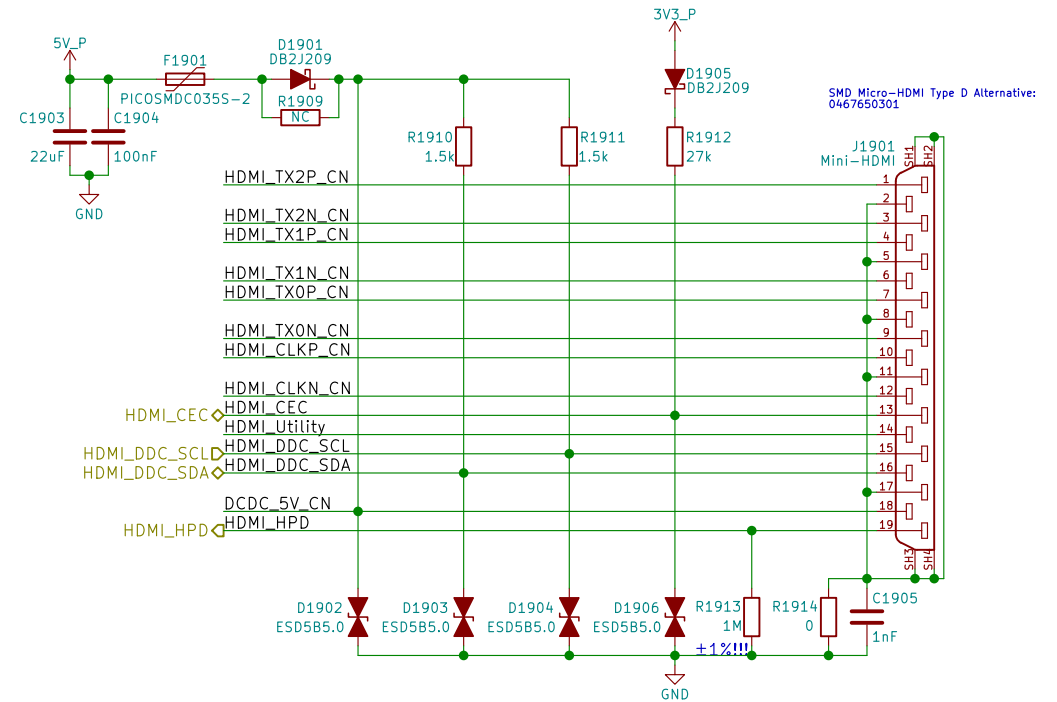 3V3_P
5V_P
D1901
DB2J209
F1901
PICOSMDC035S-2
R1909
NC
D1905
DB2J209
SMD Micro-HDMI Type D Alternative:
0467650301
C1903
22uF
C1904
100nF
GND
R1910
1.5k
R1911
1.5k
R1912
27k
J1901
Mini-HDMI
SH1
SH2
HDMI_TX2P_CN
1
2
HDMI_TX2N_CN
3
HDMI_TX1P_CN
4
5
HDMI_TX1N_CN
6
HDMI_TX0P_CN
7
8
HDMI_TX0N_CN
9
HDMI_CLKP_CN
10
11
HDMI_CLKN_CN
12
HDMI_CEC
HDMI_CEC
13
HDMI_Utility
14
HDMI_DDC_SCL
HDMI_DDC_SCL
15
HDMI_DDC_SDA
HDMI_DDC_SDA
16
17
DCDC_5V_CN
18
HDMI_HPD
HDMI_HPD
19
SH3
SH4
D1902
ESD5B5.0
D1903
ESD5B5.0
D1904
ESD5B5.0
D1906
ESD5B5.0
R1913
1M
±1%!!!
R1914
0
C1905
1nF
GND